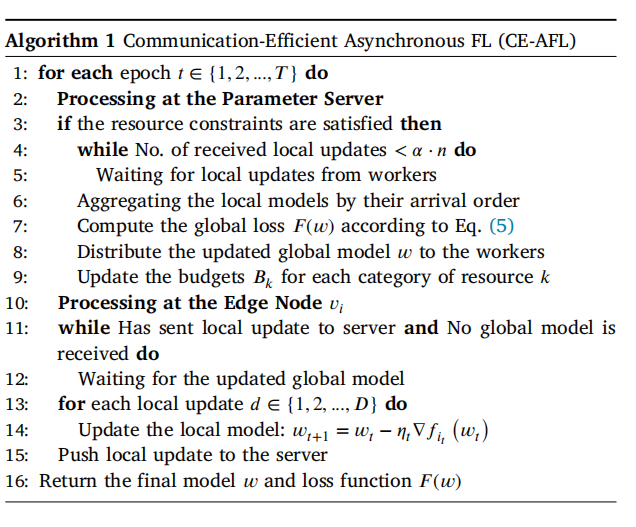 Algorithm 1 Communication-Efficient Asynchronous FL (CE-AFL)
1: for each epoch t ∈ {1, 2, ..., T} do
2: Processing at the Parameter Server
3: if the resource constraints are satisfied then
4: while No. of received local updates < α · n do
5: Waiting for local updates from workers
6: Aggregating the local models by their arrival order
7: Compute the global loss F(w) according to Eq. (5)
8: Distribute the updated global model w to the workers
9: Update the budgets B_k for each category of resource k
10: Processing at the Edge Node v_i
11: while Has sent local update to server and No global model is
received do
12: Waiting for the updated global model
13: for each local update d ∈ {1, 2, ..., D} do
14: Update the local model: w_{t+1} = w_t − η_t∇f_{i_t} (w_t)
15: Push local update to the server
16: Return the final model w and loss function F(w)